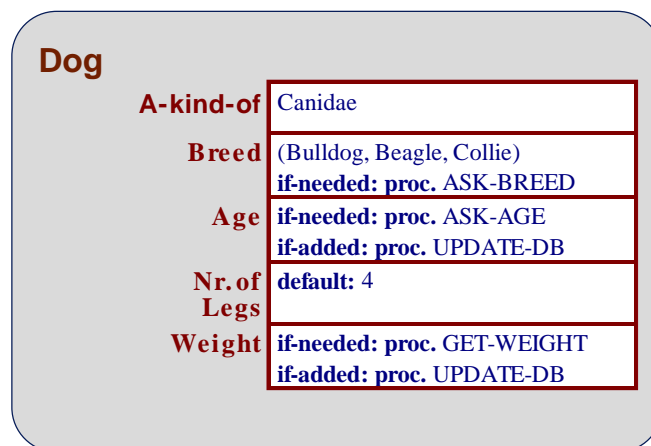 Dog
A-kind-of Canidae
Breed (Bulldog, Beagle, Collie)
if-needed: proc. ASK-BREED
Age if-needed: proc. ASK-AGE
if-added: proc. UPDATE-DB
Nr. of default: 4
Legs
Weight if-needed: proc. GET-WEIGHT
if-added: proc. UPDATE-DB